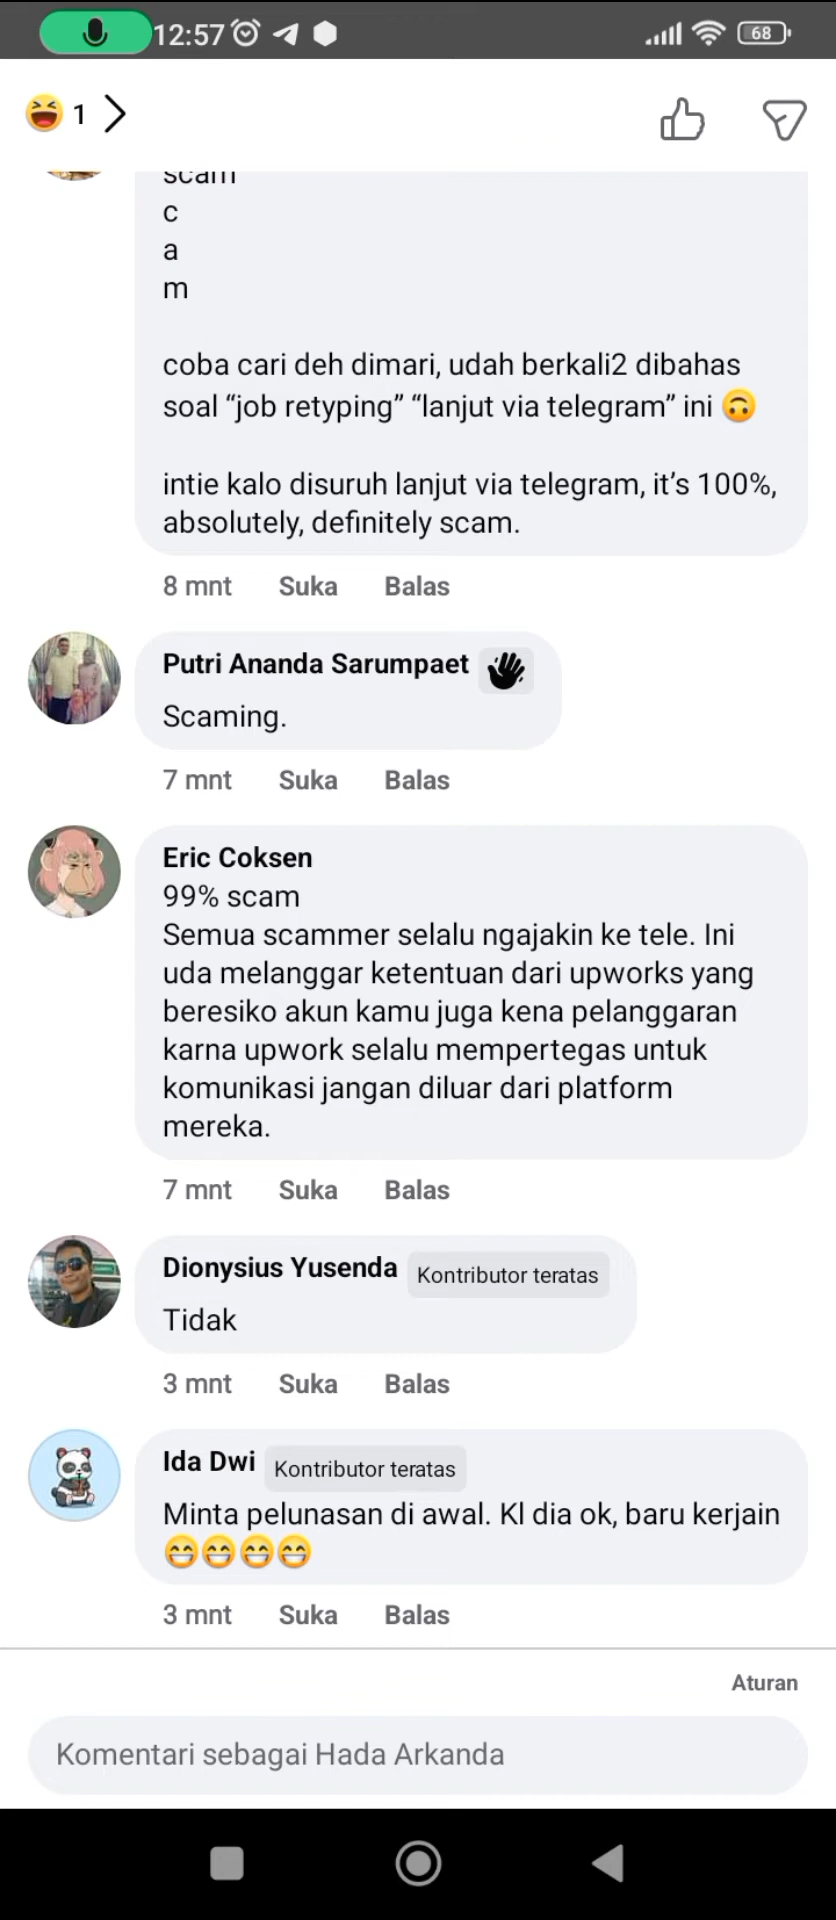 12:57
68
1
scam
c
a
m
coba cari deh dimari, udah berkali2 dibahas
soal “job retyping” “lanjut via telegram” ini 🙃
intie kalo disuruh lanjut via telegram, it’s 100%,
absolutely, definitely scam.
8 mnt Suka Balas
Putri Ananda Sarumpaet
Scaming.
7 mnt Suka Balas
Eric Coksen
99% scam
Semua scammer selalu ngajakin ke tele. Ini
uda melanggar ketentuan dari upworks yang
beresiko akun kamu juga kena pelanggaran
karna upwork selalu mempertegas untuk
komunikasi jangan diluar dari platform
mereka.
7 mnt Suka Balas
Dionysius Yusenda Kontributor teratas
Tidak
3 mnt Suka Balas
Ida Dwi Kontributor teratas
Minta pelunasan di awal. Kl dia ok, baru kerjain
😁😁😁😁
3 mnt Suka Balas
Aturan
Komentari sebagai Hada Arkanda